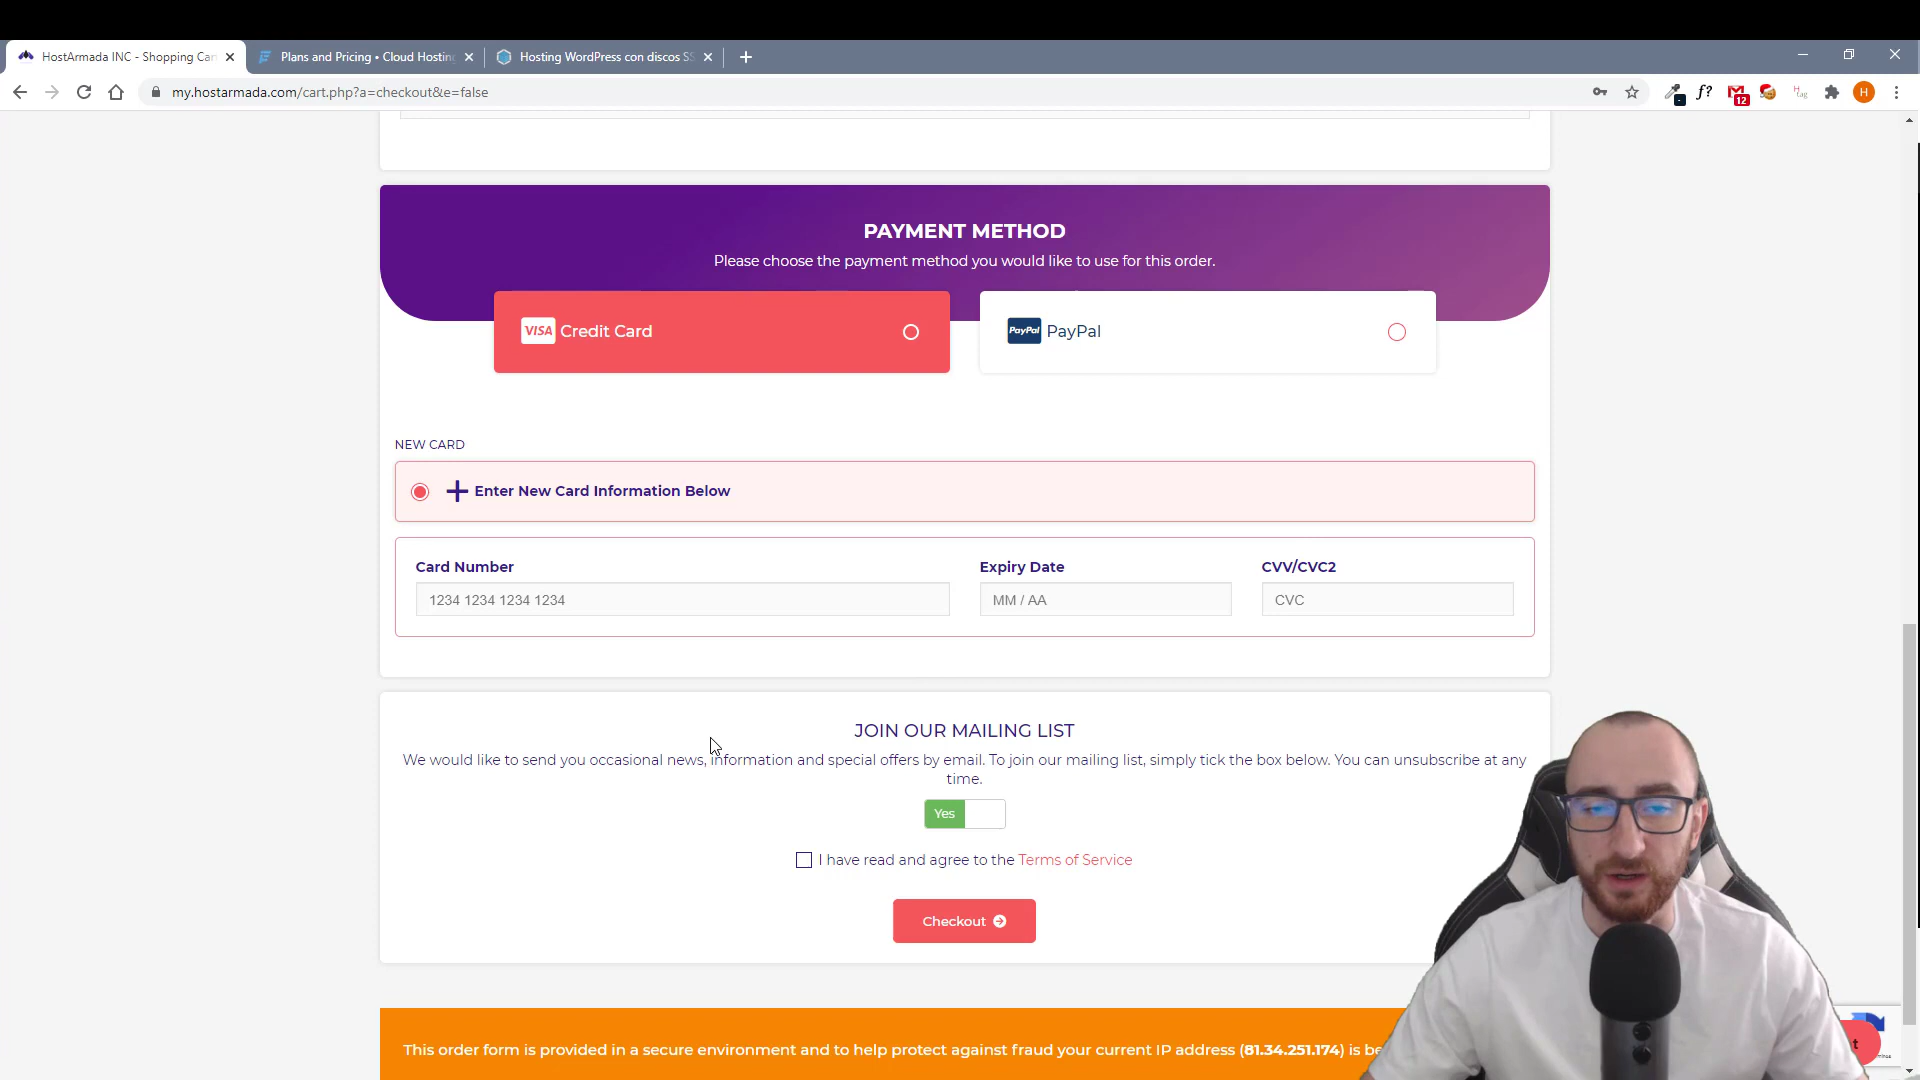 HostArmada INC - Shopping Car
Plans and Pricing • Cloud Hosting
Hosting WordPress con discos SS
my.hostarmada.com/cart.php?a=checkout&e=false
f?
12
H
PAYMENT METHOD
Please choose the payment method you would like to use for this order.
VISA Credit Card
PayPal PayPal
NEW CARD
Enter New Card Information Below
Card Number
Expiry Date
CVV/CVC2
1234 1234 1234 1234
MM / AA
CVC
JOIN OUR MAILING LIST
We would like to send you occasional news, information and special offers by email. To join our mailing list, simply tick the box below. You can unsubscribe at any
time.
Yes
I have read and agree to the Terms of Service
Checkout
This order form is provided in a secure environment and to help protect against fraud your current IP address (81.34.251.174) is be